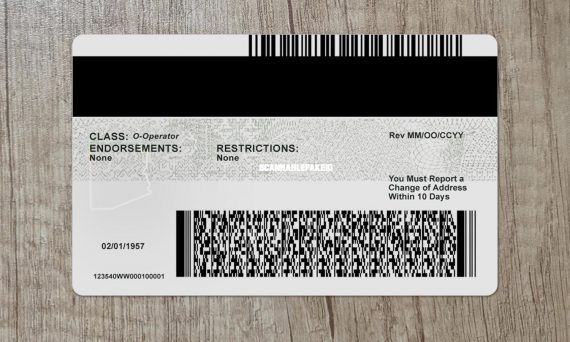 CLASS: O-Operator
Rev MM/OO/CCYY
ENDORSEMENTS: RESTRICTIONS:
None None
SCANNABLEFAKEID
You Must Report a
Change of Address
Within 10 Days
02/01/1957
123540WW000100001